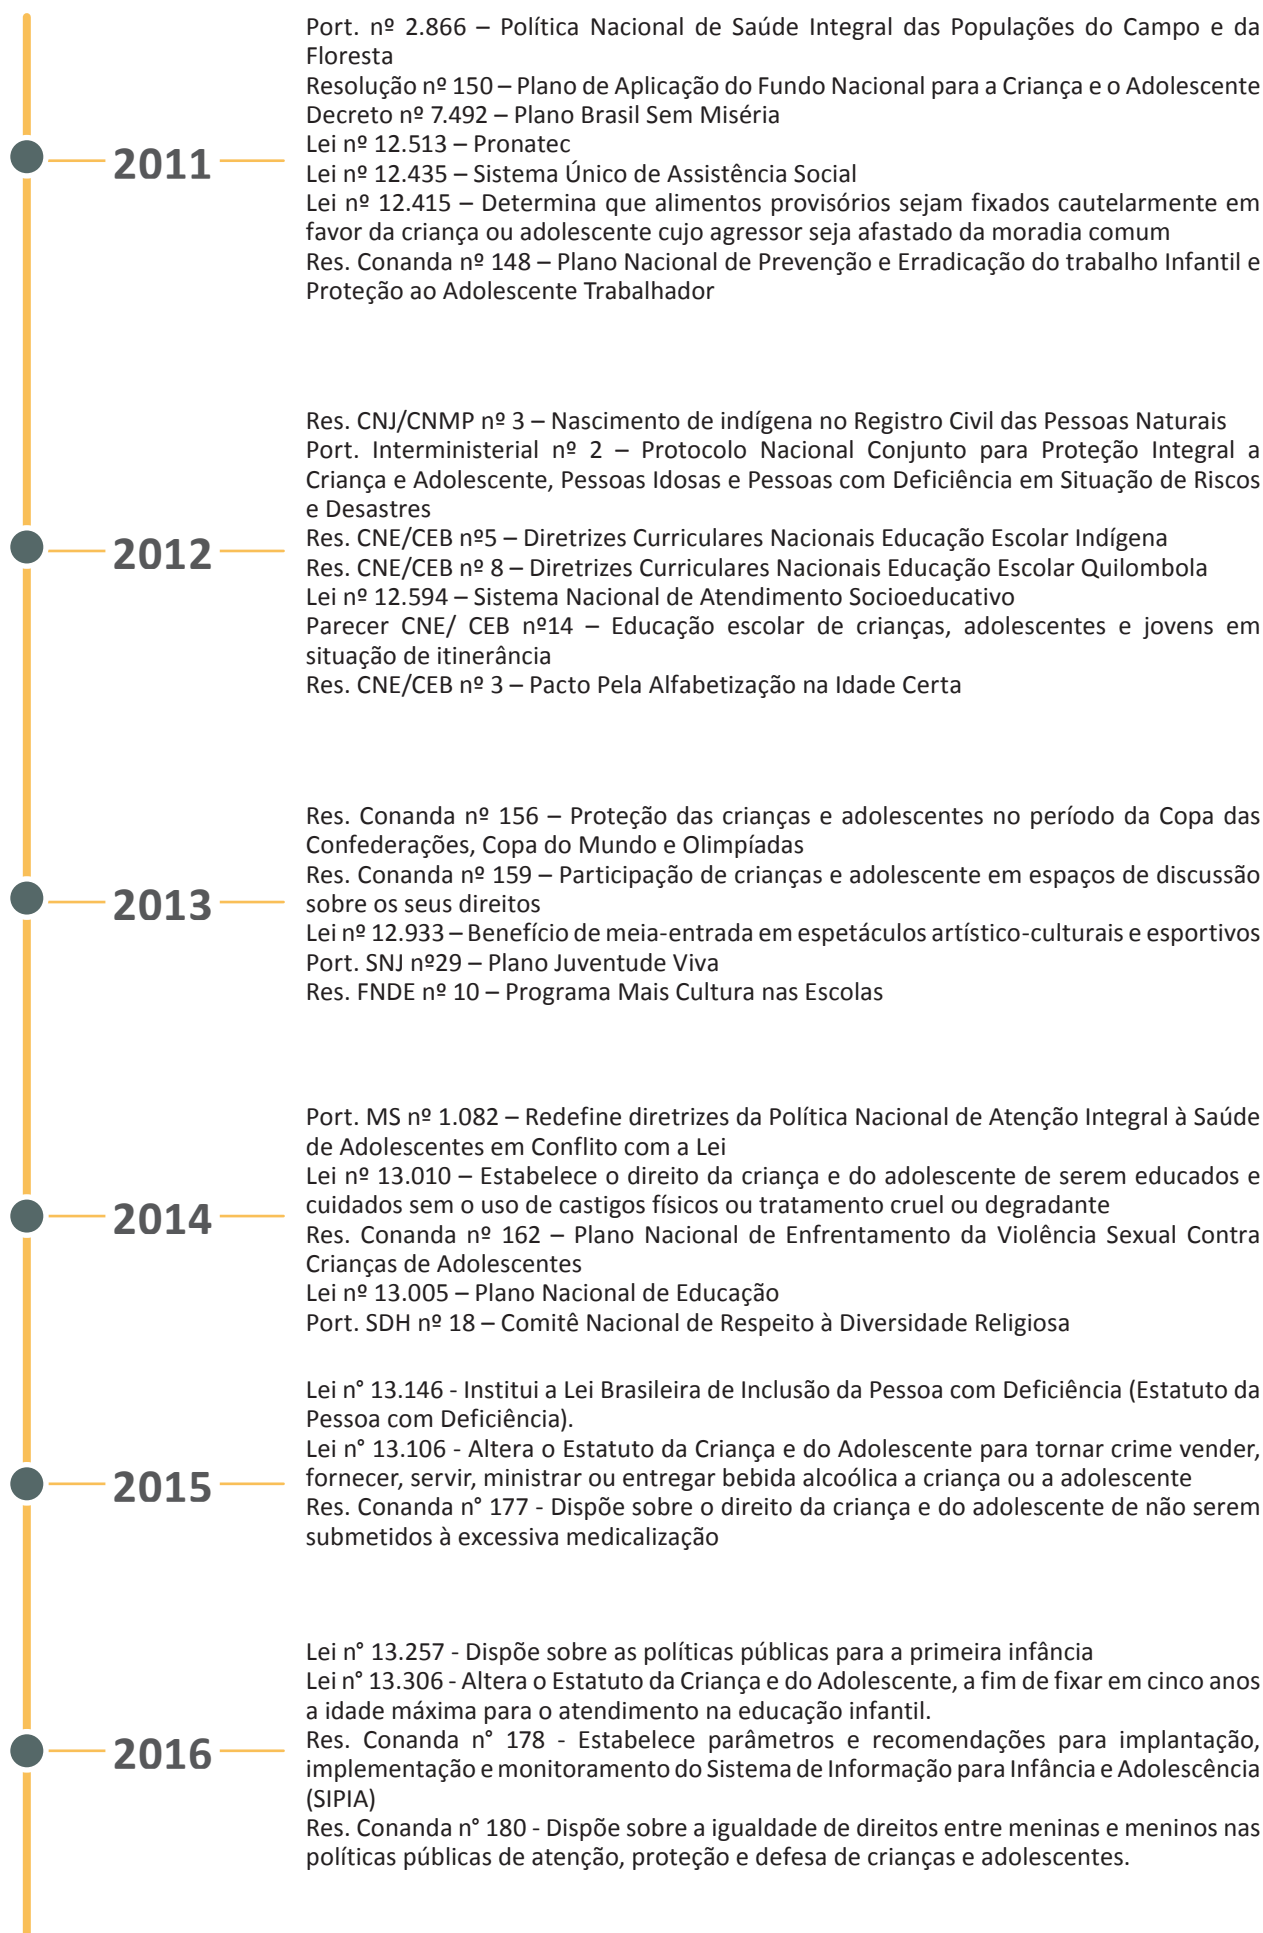 Port. nº 2.866 – Política Nacional de Saúde Integral das Populações do Campo e da
Floresta
Resolução nº 150 – Plano de Aplicação do Fundo Nacional para a Criança e o Adolescente
Decreto nº 7.492 – Plano Brasil Sem Miséria
Lei nº 12.513 – Pronatec
2011
Lei nº 12.435 – Sistema Único de Assistência Social
Lei nº 12.415 – Determina que alimentos provisórios sejam fixados cautelarmente em
favor da criança ou adolescente cujo agressor seja afastado da moradia comum
Res. Conanda nº 148 – Plano Nacional de Prevenção e Erradicação do trabalho Infantil e
Proteção ao Adolescente Trabalhador
Res. CNJ/CNMP nº 3 – Nascimento de indígena no Registro Civil das Pessoas Naturais
Port. Interministerial nº 2 – Protocolo Nacional Conjunto para Proteção Integral a
Criança e Adolescente, Pessoas Idosas e Pessoas com Deficiência em Situação de Riscos
e Desastres
2012
Res. CNE/CEB nº5 – Diretrizes Curriculares Nacionais Educação Escolar Indígena
Res. CNE/CEB nº 8 – Diretrizes Curriculares Nacionais Educação Escolar Quilombola
Lei nº 12.594 – Sistema Nacional de Atendimento Socioeducativo
Parecer CNE/ CEB nº14 – Educação escolar de crianças, adolescentes e jovens em
situação de itinerância
Res. CNE/CEB nº 3 – Pacto Pela Alfabetização na Idade Certa
Res. Conanda nº 156 – Proteção das crianças e adolescentes no período da Copa das
Confederações, Copa do Mundo e Olimpíadas
Res. Conanda nº 159 – Participação de crianças e adolescente em espaços de discussão
2013
sobre os seus direitos
Lei nº 12.933 – Benefício de meia-entrada em espetáculos artístico-culturais e esportivos
Port. SNJ nº29 – Plano Juventude Viva
Res. FNDE nº 10 – Programa Mais Cultura nas Escolas
Port. MS nº 1.082 – Redefine diretrizes da Política Nacional de Atenção Integral à Saúde
de Adolescentes em Conflito com a Lei
Lei nº 13.010 – Estabelece o direito da criança e do adolescente de serem educados e
cuidados sem o uso de castigos físicos ou tratamento cruel ou degradante
2014
Res. Conanda nº 162 – Plano Nacional de Enfrentamento da Violência Sexual Contra
Crianças de Adolescentes
Lei nº 13.005 – Plano Nacional de Educação
Port. SDH nº 18 – Comitê Nacional de Respeito à Diversidade Religiosa
Lei n° 13.146 - Institui a Lei Brasileira de Inclusão da Pessoa com Deficiência (Estatuto da
Pessoa com Deficiência).
Lei n° 13.106 - Altera o Estatuto da Criança e do Adolescente para tornar crime vender,
2015
fornecer, servir, ministrar ou entregar bebida alcoólica a criança ou a adolescente
Res. Conanda n° 177 - Dispõe sobre o direito da criança e do adolescente de não serem
submetidos à excessiva medicalização
Lei n° 13.257 - Dispõe sobre as políticas públicas para a primeira infância
Lei n° 13.306 - Altera o Estatuto da Criança e do Adolescente, a fim de fixar em cinco anos
a idade máxima para o atendimento na educação infantil.
2016
Res. Conanda n° 178 - Estabelece parâmetros e recomendações para implantação,
implementação e monitoramento do Sistema de Informação para Infância e Adolescência
(SIPIA)
Res. Conanda n° 180 - Dispõe sobre a igualdade de direitos entre meninas e meninos nas
políticas públicas de atenção, proteção e defesa de crianças e adolescentes.